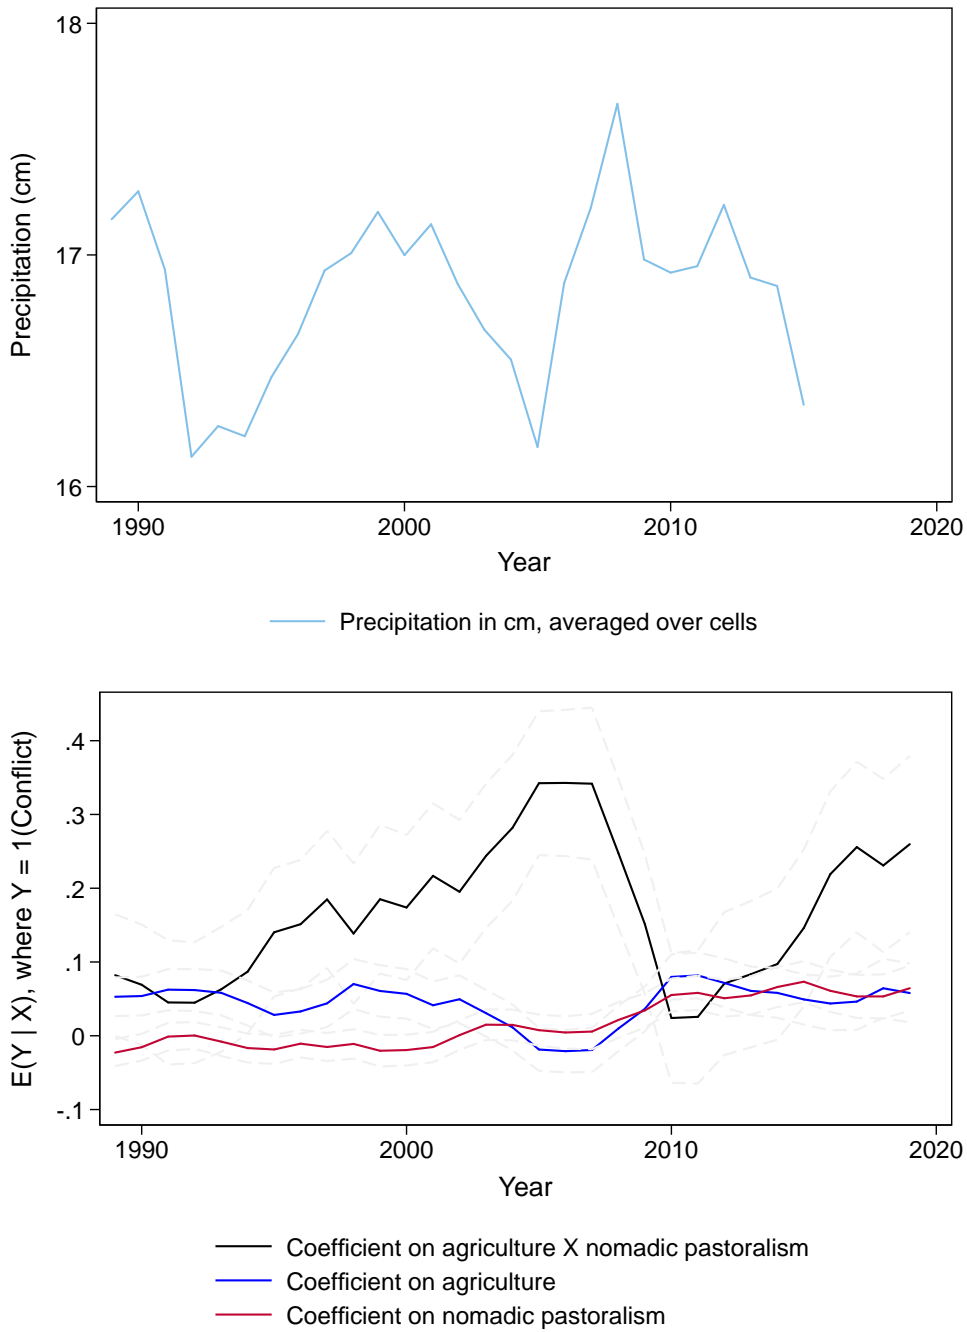 18
17
16
Precipitation (cm)
1990 2000 2010 2020
Year
Precipitation in cm, averaged over cells
.4
.3
.2
.1
0
-.1
E(Y | X), where Y = 1(Conflict)
1990 2000 2010 2020
Year
Coefficient on agriculture X nomadic pastoralism
Coefficient on agriculture
Coefficient on nomadic pastoralism